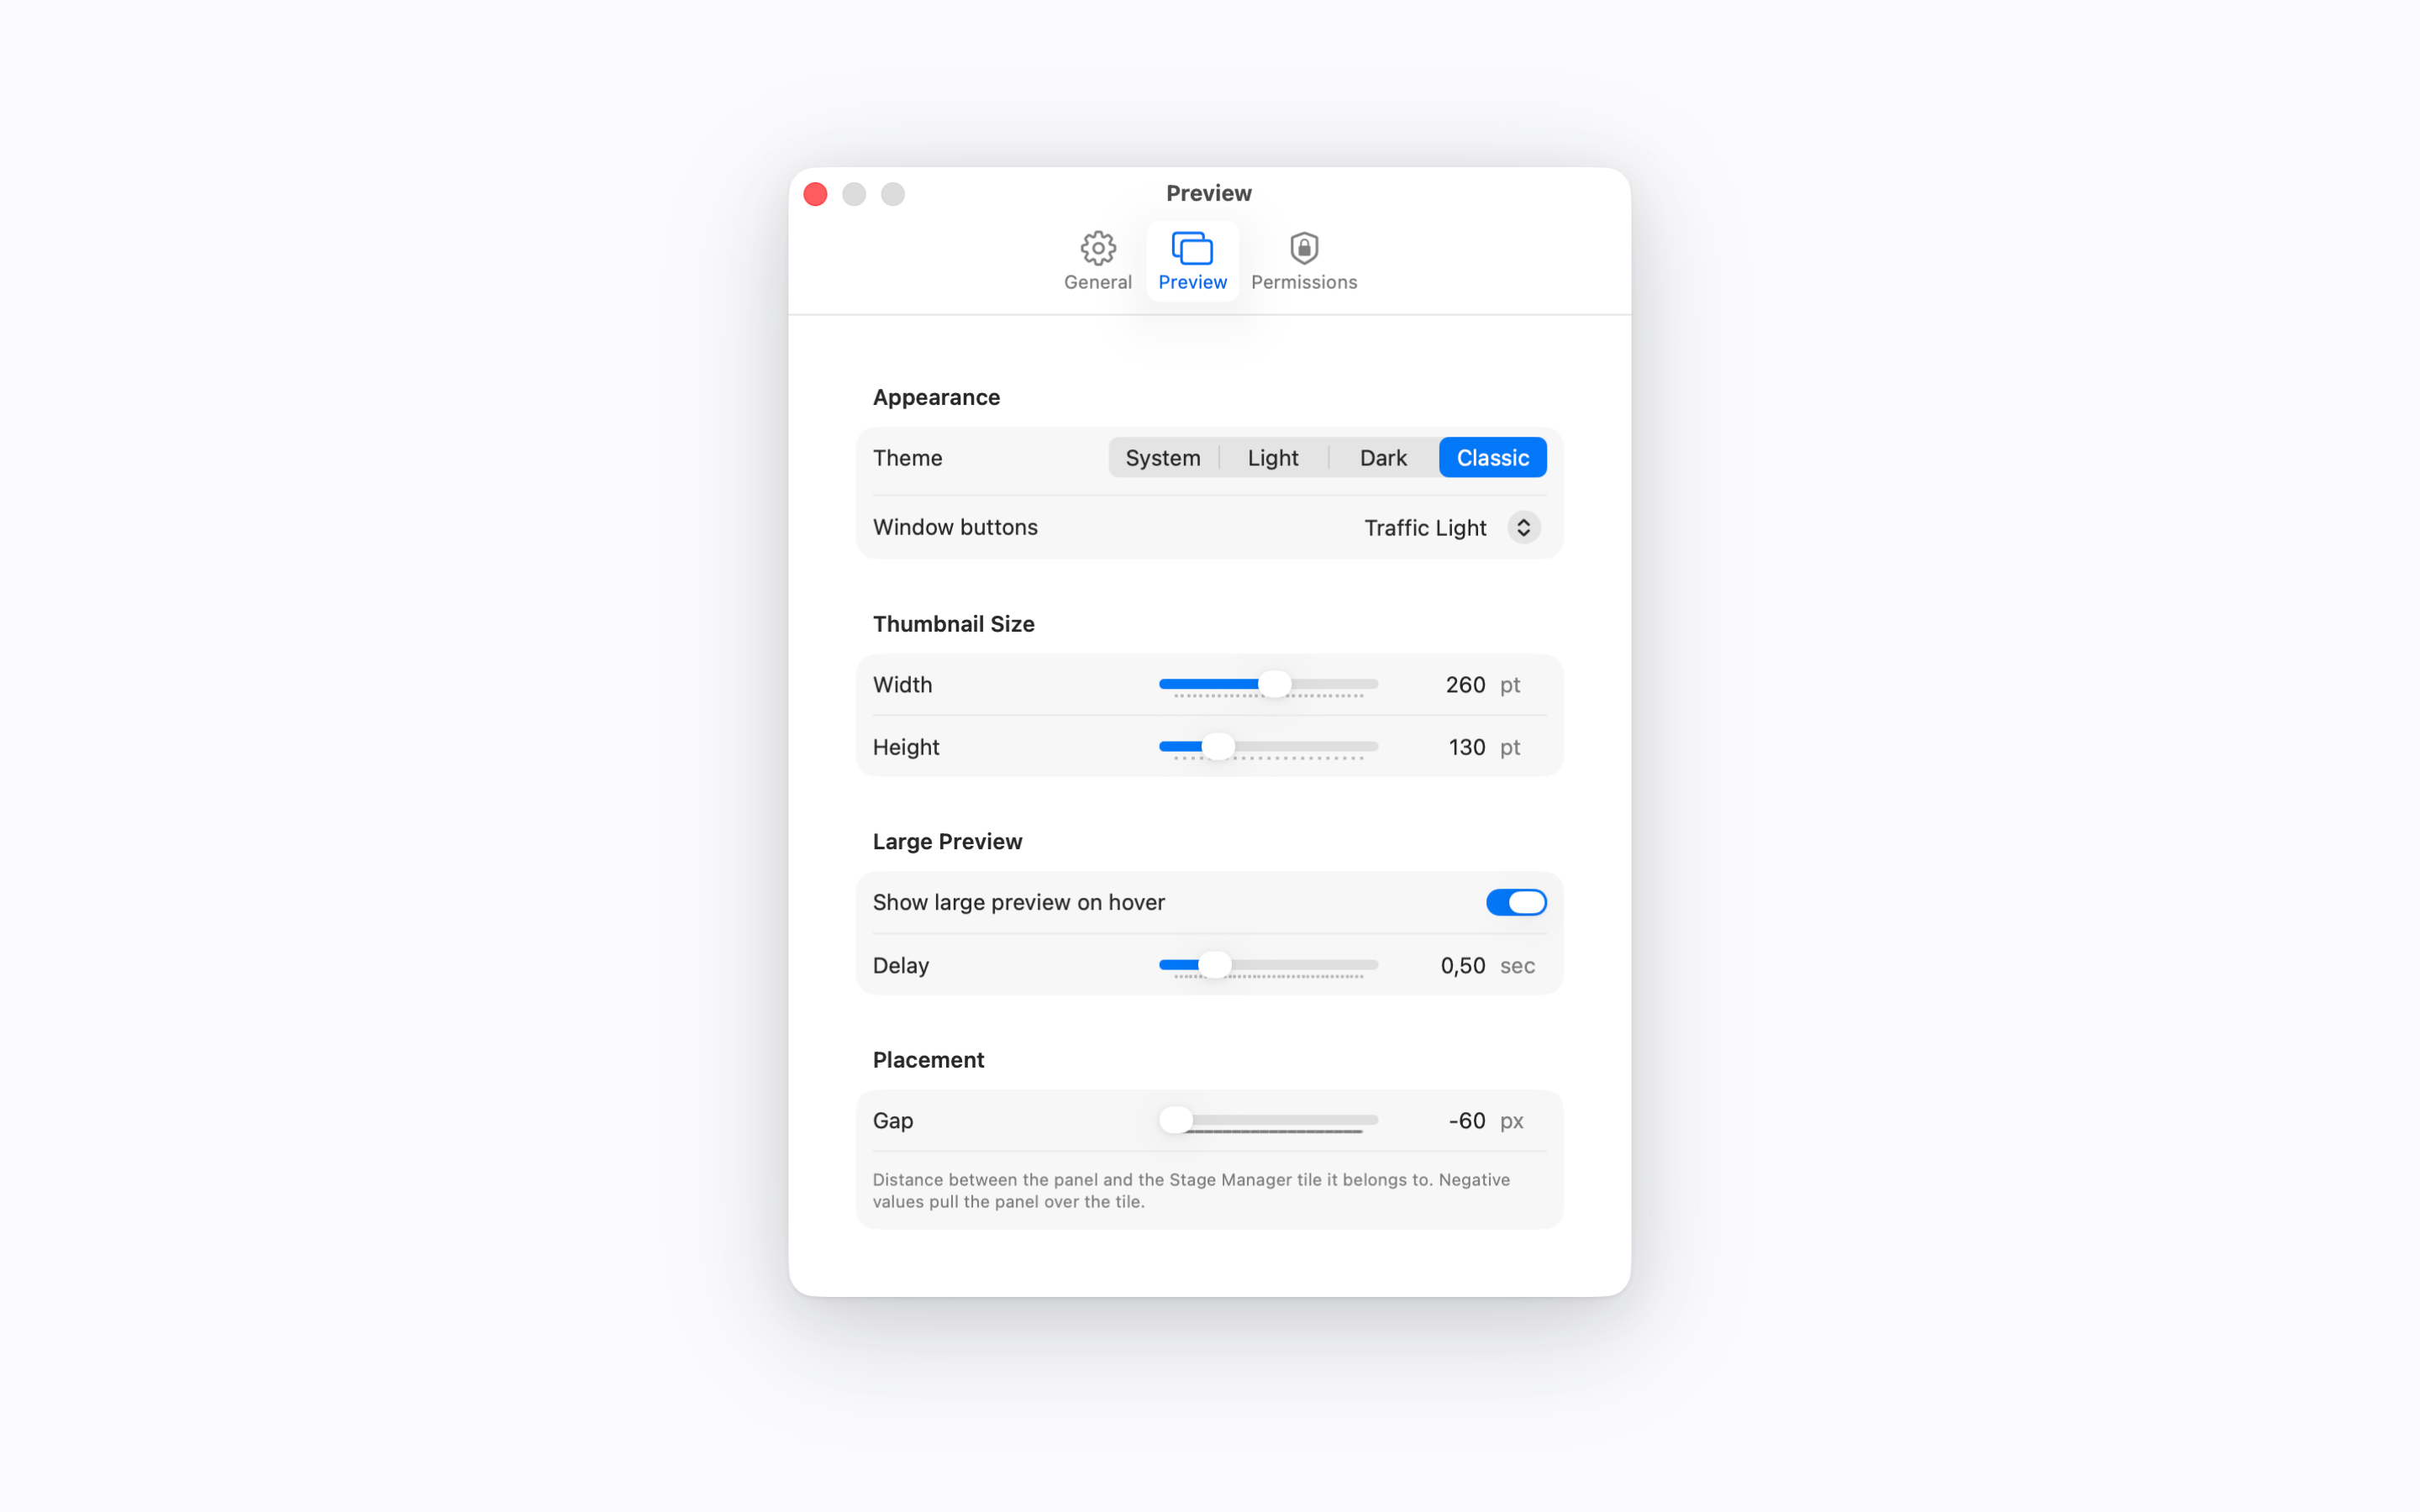 Preview
General Preview Permissions
Appearance
Theme System Light Dark Classic
Window buttons Traffic Light
Thumbnail Size
Width 260 pt
Height 130 pt
Large Preview
Show large preview on hover
Delay 0,50 sec
Placement
Gap -60 px
Distance between the panel and the Stage Manager tile it belongs to. Negative
values pull the panel over the tile.